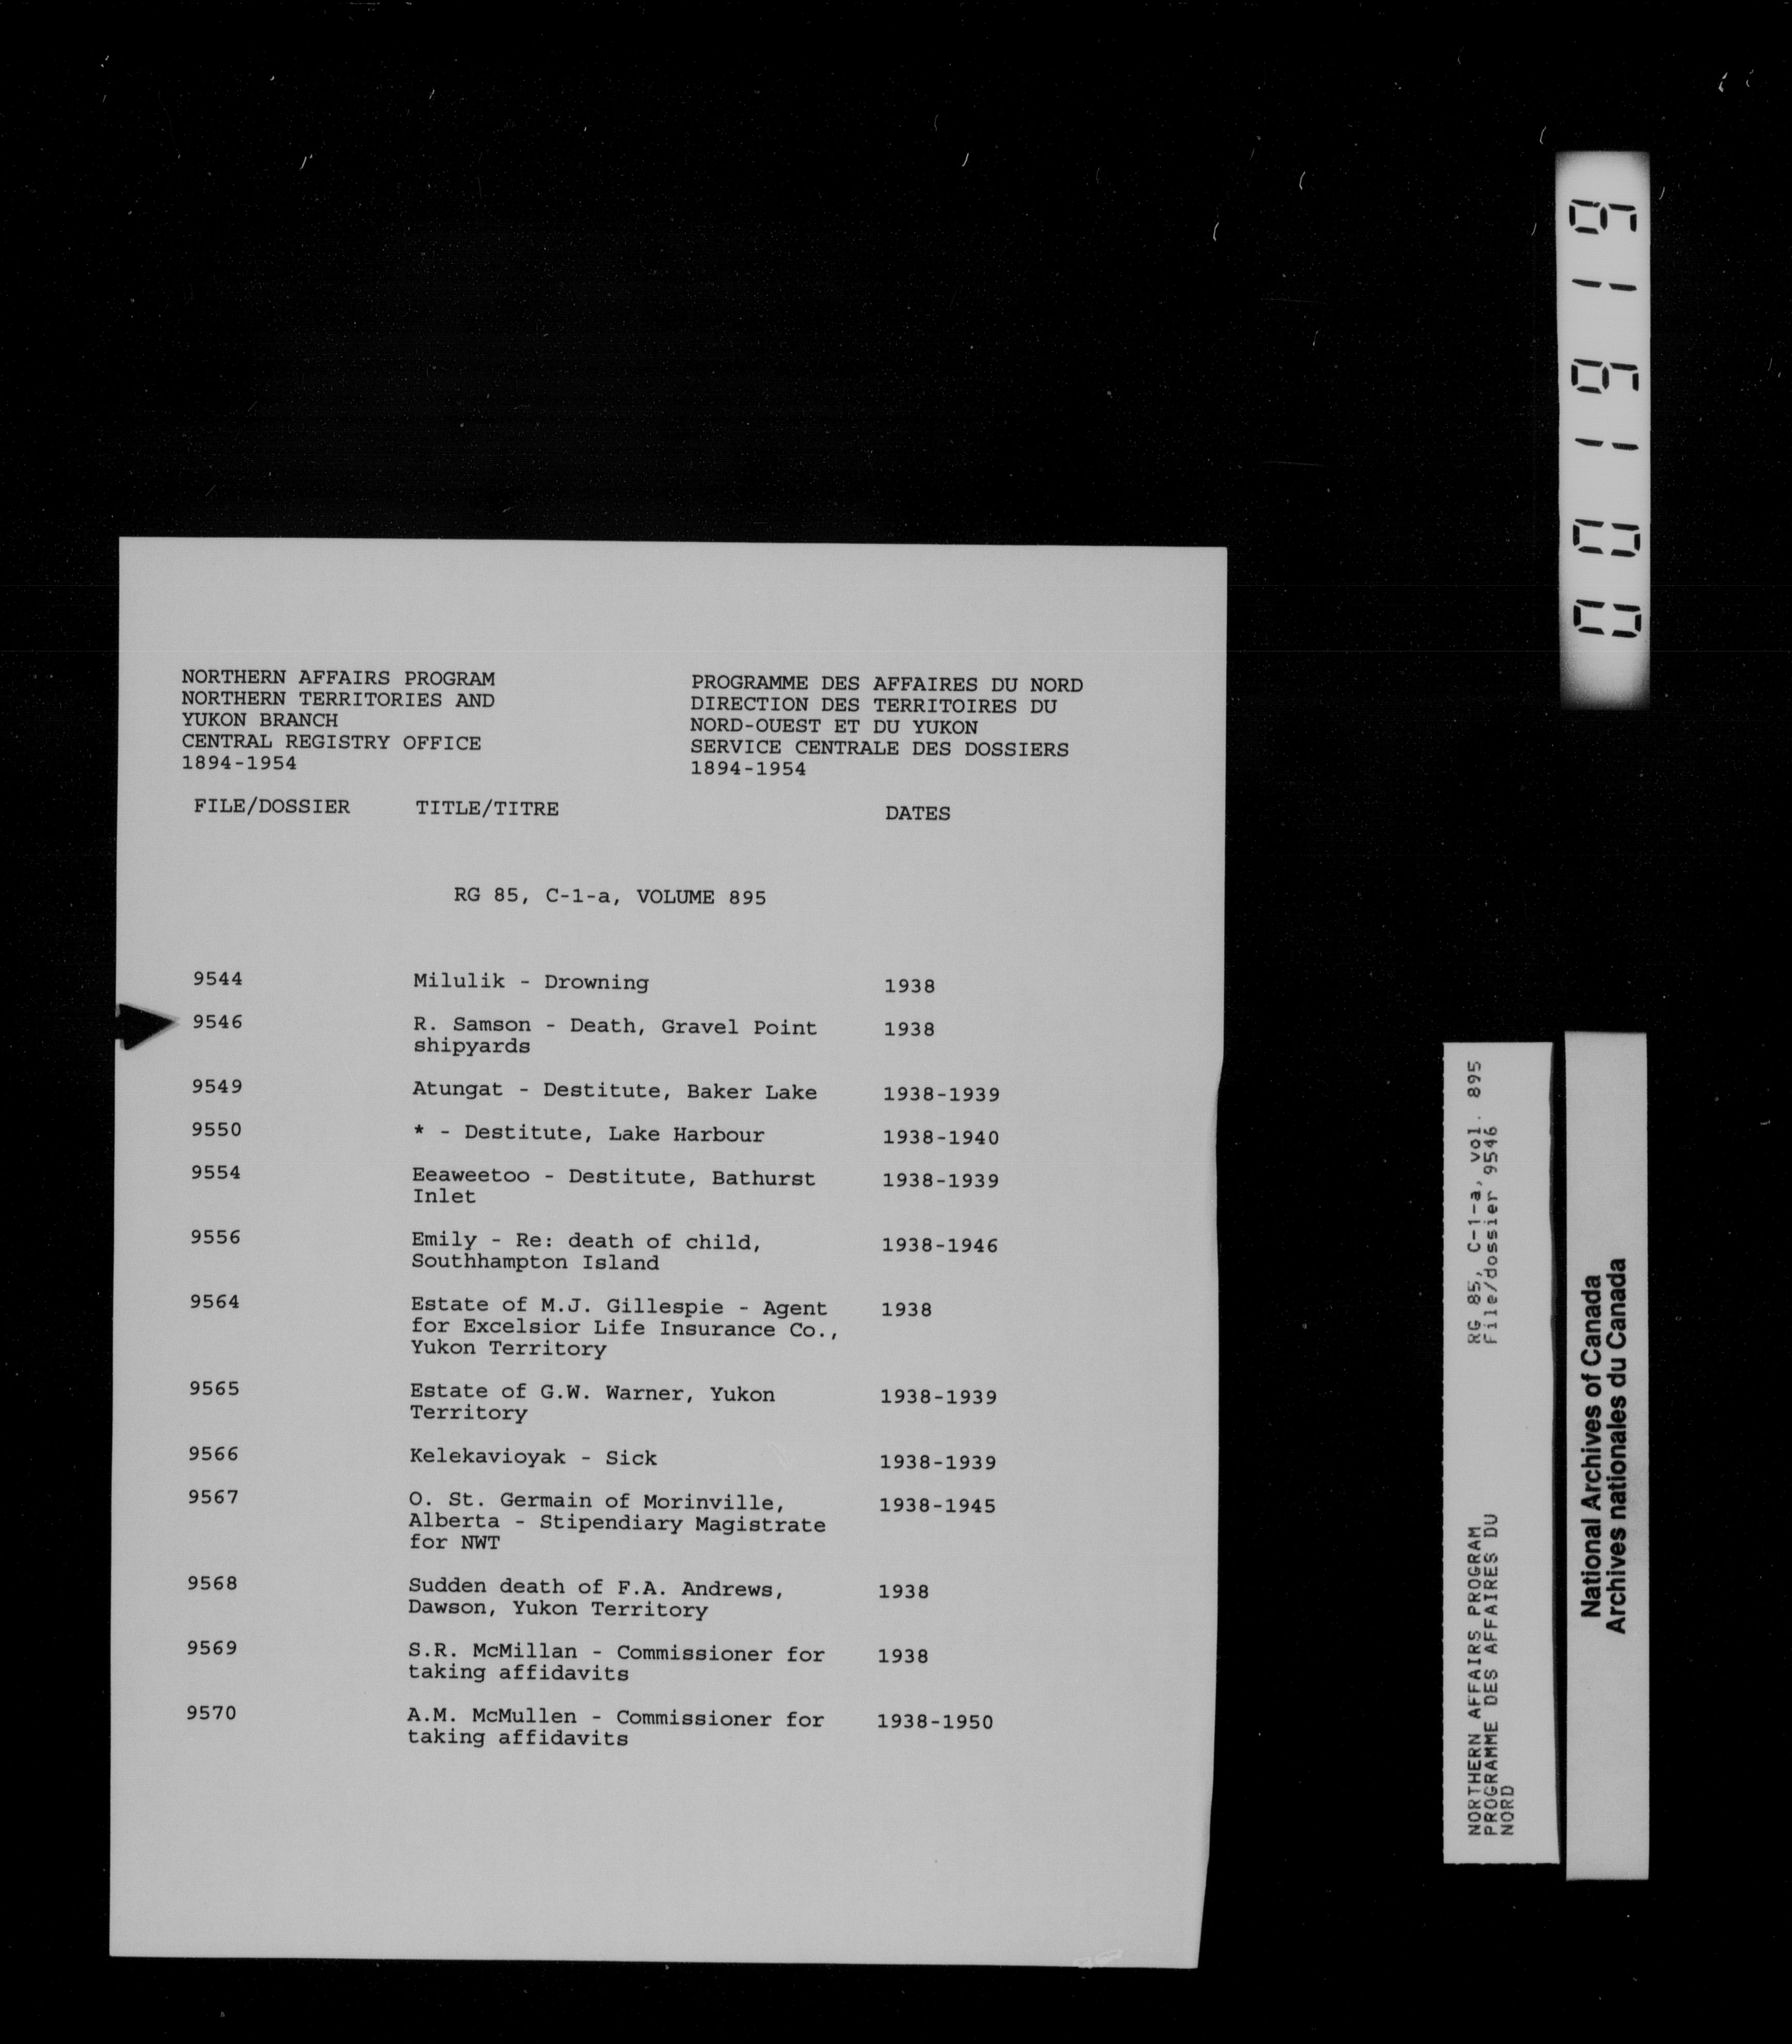 NORTHERN AFFAIRS PROGRAM
NORTHERN TERRITORIES AND
YUKON BRANCH
CENTRAL REGISTRY OFFICE
1894-1954
PROGRAMME DES AFFAIRES DU NORD
DIRECTION DES TERRITOIRES DU
NORD-OUEST ET DU YUKON
SERVICE CENTRALE DES DOSSIERS
1894-1954
FILE/DOSSIER TITLE/TITRE DATES
RG 85, C-1-a, VOLUME 895
9544 Milulik - Drowning 1938
9546 R. Samson - Death, Gravel Point 1938
shipyards
9549 Atungat - Destitute, Baker Lake 1938-1939
9550 * - Destitute, Lake Harbour 1938-1940
9554 Eeaweetoo - Destitute, Bathurst 1938-1939
Inlet
9556 Emily - Re: death of child, 1938-1946
Southhampton Island
9564 Estate of M.J. Gillespie - Agent 1938
for Excelsior Life Insurance Co.,
Yukon Territory
9565 Estate of G.W. Warner, Yukon 1938-1939
Territory
9566 Kelekavioyak - Sick 1938-1939
9567 O. St. Germain of Morinville, 1938-1945
Alberta - Stipendiary Magistrate
for NWT
9568 Sudden death of F.A. Andrews, 1938
Dawson, Yukon Territory
9569 S.R. McMillan - Commissioner for 1938
taking affidavits
9570 A.M. McMullen - Commissioner for 1938-1950
taking affidavits
001919
NORTHERN AFFAIRS PROGRAM RG 85, C-1-a, vol. 895
PROGRAMME DES AFFAIRES DU File/dossier 9546
NORD
National Archives of Canada
Archives nationales du Canada